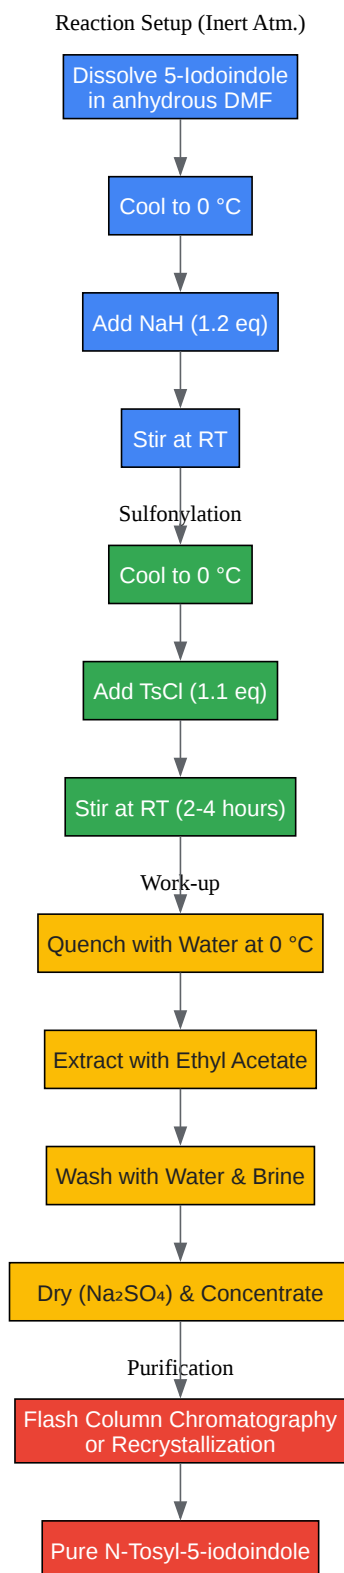 Reaction Setup (Inert Atm.)
Dissolve 5-Iodoindole
in anhydrous DMF
Cool to 0 °C
Add NaH (1.2 eq)
Stir at RT
Sulfonylation
Cool to 0 °C
Add TsCl (1.1 eq)
Stir at RT (2-4 hours)
Work-up
Quench with Water at 0 °C
Extract with Ethyl Acetate
Wash with Water & Brine
Dry (Na₂SO₄) & Concentrate
Purification
Flash Column Chromatography
or Recrystallization
Pure N-Tosyl-5-iodoindole